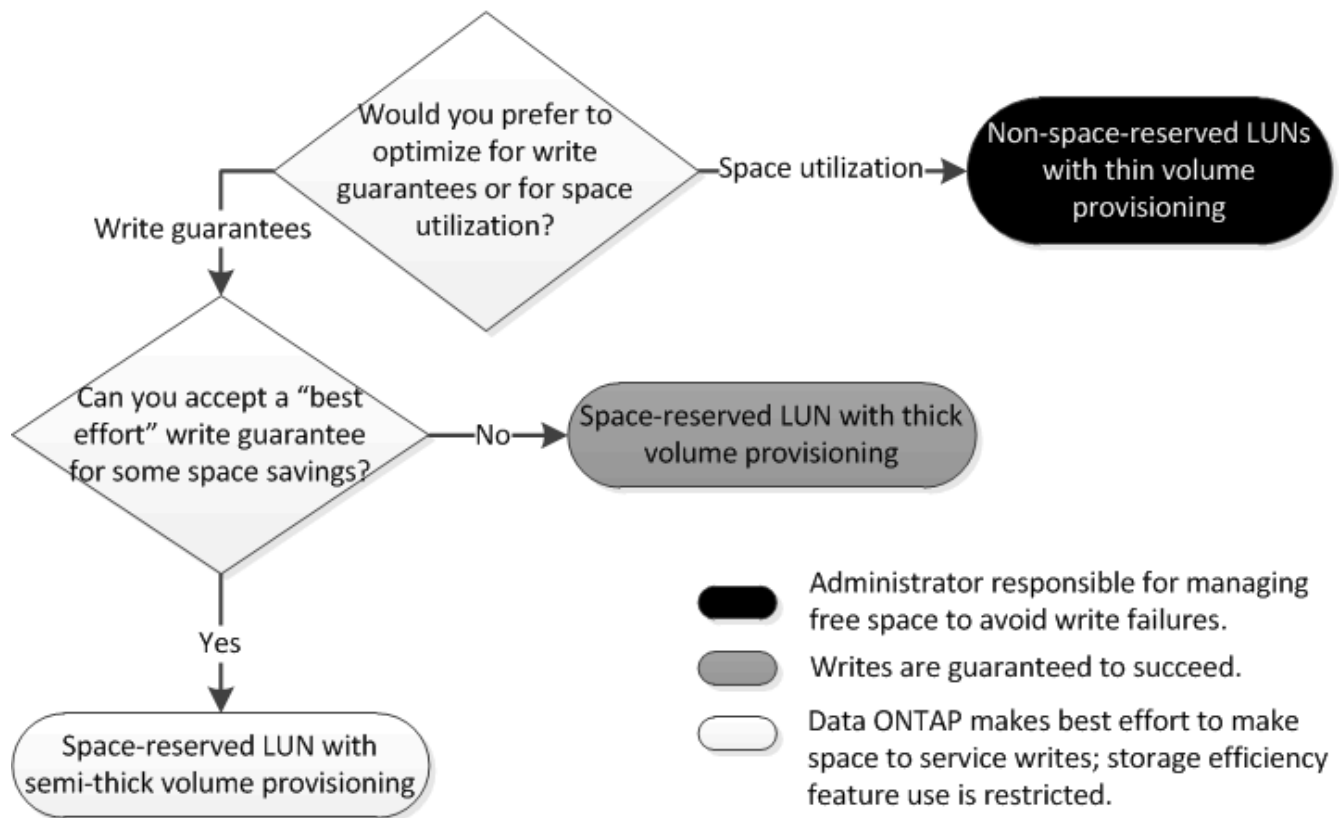 Would you prefer to
optimize for write
guarantees or for space
utilization?
Space utilization
Non-space-reserved LUNs
with thin volume
provisioning
Write guarantees
Can you accept a “best
effort” write guarantee
for some space savings?
No
Space-reserved LUN with thick
volume provisioning
Yes
Space-reserved LUN with
semi-thick volume provisioning
Administrator responsible for managing
free space to avoid write failures.
Writes are guaranteed to succeed.
Data ONTAP makes best effort to make
space to service writes; storage efficiency
feature use is restricted.